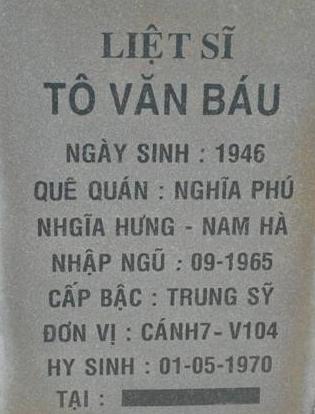 LIỆT SĨ
TÔ VĂN BÁU
NGÀY SINH : 1946
QUÊ QUÁN : NGHĨA PHÚ
NHGĨA HƯNG - NAM HÀ
NHẬP NGŨ : 09-1965
CẤP BẬC : TRUNG SỸ
ĐƠN VỊ : CÁNH7- V104
HY SINH : 01-05-1970
TẠI :